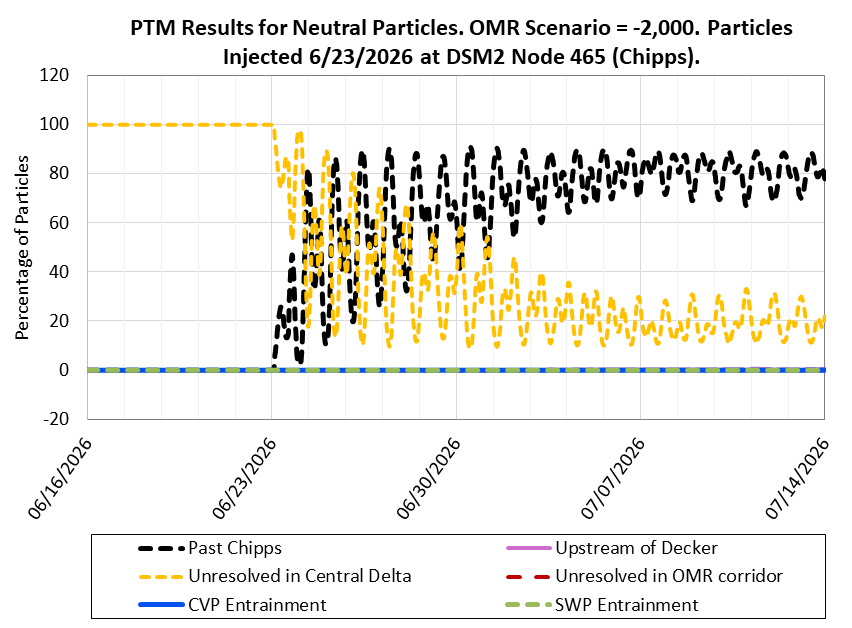 PTM Results for Neutral Particles. OMR Scenario = -2,000. Particles
Injected 6/23/2026 at DSM2 Node 465 (Chipps).
120
100
80
60
40
20
0
-20
Percentage of Particles
06/16/2026
06/23/2026
06/30/2026
07/07/2026
07/14/2026
Past Chipps
Upstream of Decker
Unresolved in Central Delta
Unresolved in OMR corridor
CVP Entrainment
SWP Entrainment